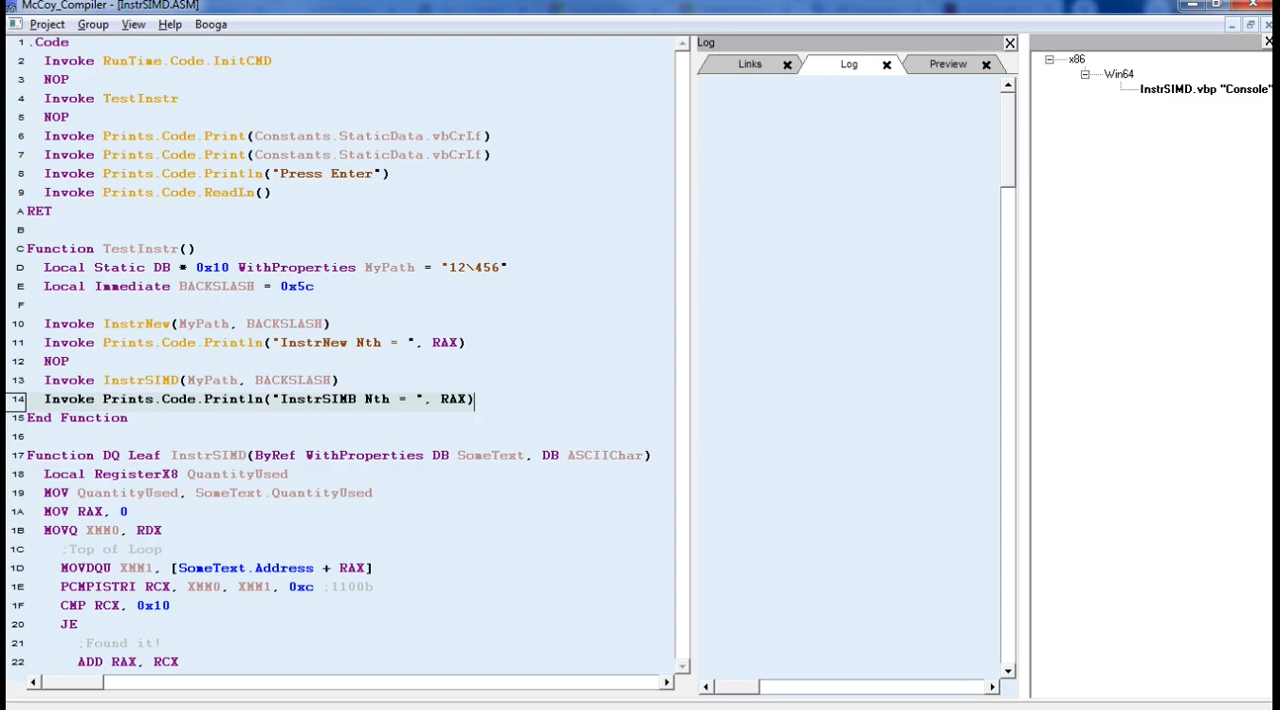 McCoy_Compiler - [InstrSIMD.ASM]
Project Group View Help Booga
1 .Code
2 Invoke RunTime.Code.InitCMD
3 NOP
4 Invoke TestInstr
5 NOP
6 Invoke Prints.Code.Print(Constants.StaticData.vbCrLf)
7 Invoke Prints.Code.Print(Constants.StaticData.vbCrLf)
8 Invoke Prints.Code.Println("Press Enter")
9 Invoke Prints.Code.ReadLn()
A RET
B
C Function TestInstr()
D Local Static DB * 0x10 WithProperties MyPath = "12\456"
E Local Immediate BACKSLASH = 0x5c
F
10 Invoke InstrNew(MyPath, BACKSLASH)
11 Invoke Prints.Code.Println("InstrNew Nth = ", RAX)
12 NOP
13 Invoke InstrSIMD(MyPath, BACKSLASH)
14 Invoke Prints.Code.Println("InstrSIMB Nth = ", RAX)
15 End Function
16
17 Function DQ Leaf InstrSIMD(ByRef WithProperties DB SomeText, DB ASCIIChar)
18 Local RegisterX8 QuantityUsed
19 MOV QuantityUsed, SomeText.QuantityUsed
1A MOV RAX, 0
1B MOVQ XMM0, RDX
1C ;Top of Loop
1D MOVDQU XMM1, [SomeText.Address + RAX]
1E PCMPISTRI RCX, XMM0, XMM1, 0xc ;1100b
1F CMP RCX, 0x10
20 JE
21 ;Found it!
22 ADD RAX, RCX
Log
Links Log Preview
x86
Win64
InstrSIMD.vbp "Console"